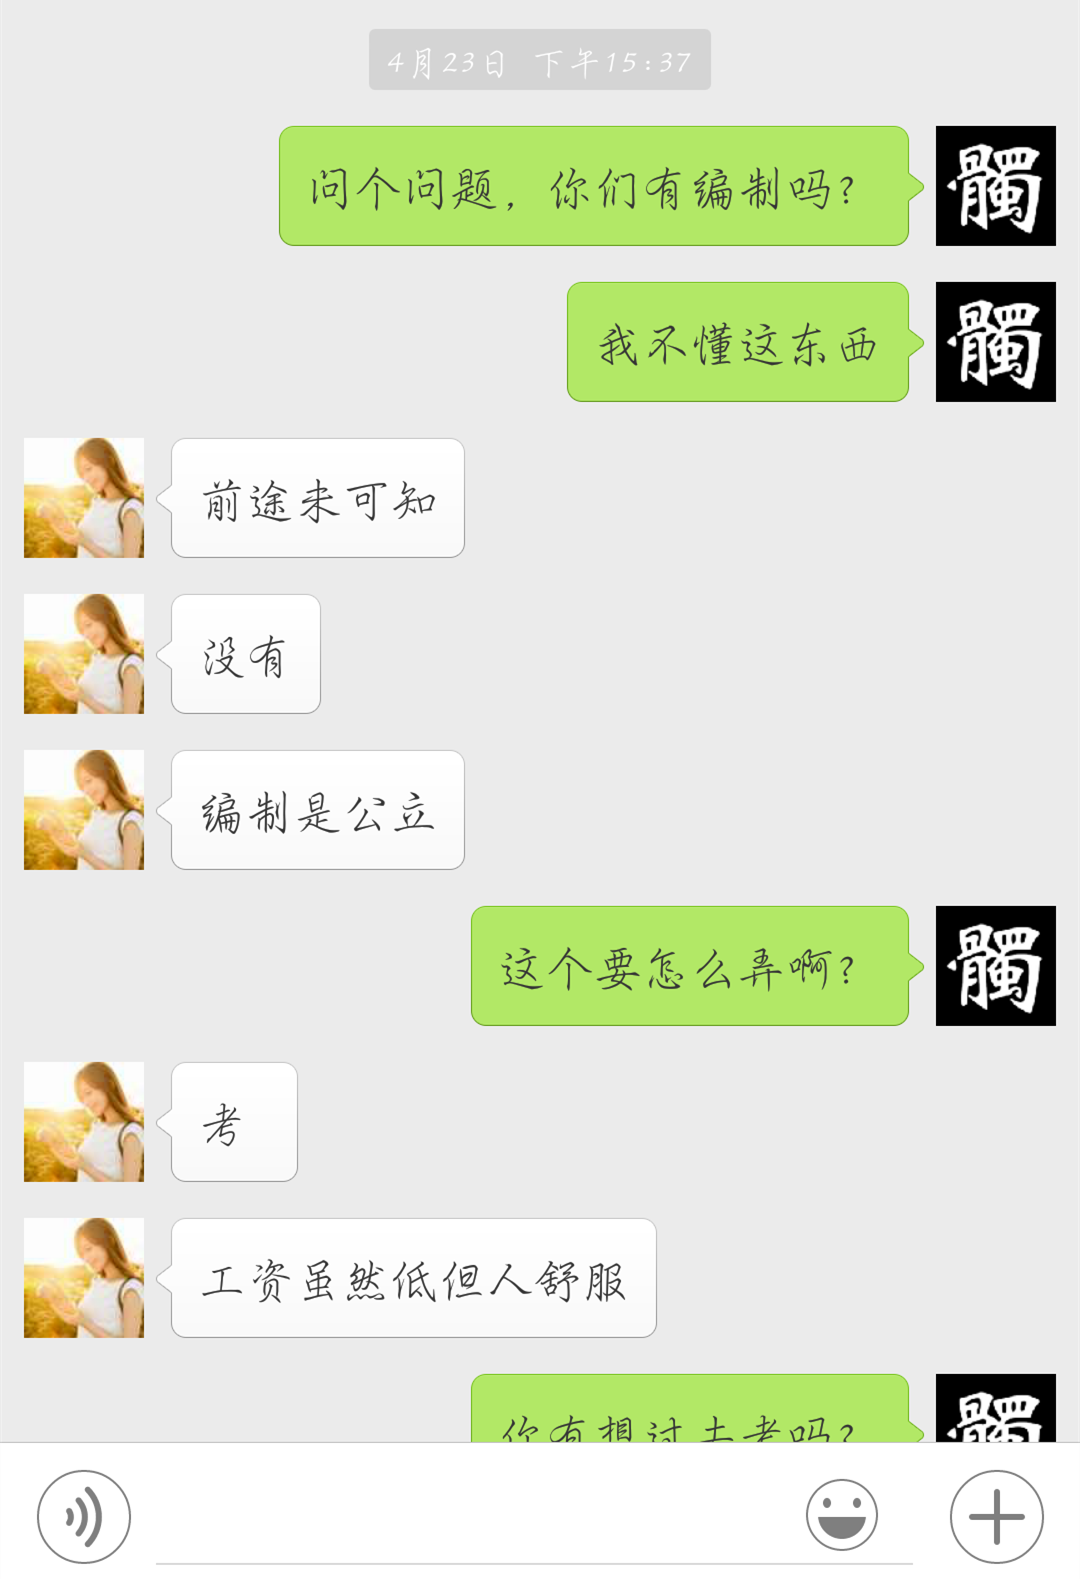 4月23日 下午15:37
问个问题，你们有编制吗？
髑
我不懂这东西
髑
前途未可知
没有
编制是公立
这个要怎么弄啊？
髑
考
工资虽然低但人舒服
你有想过去考吗？
髑